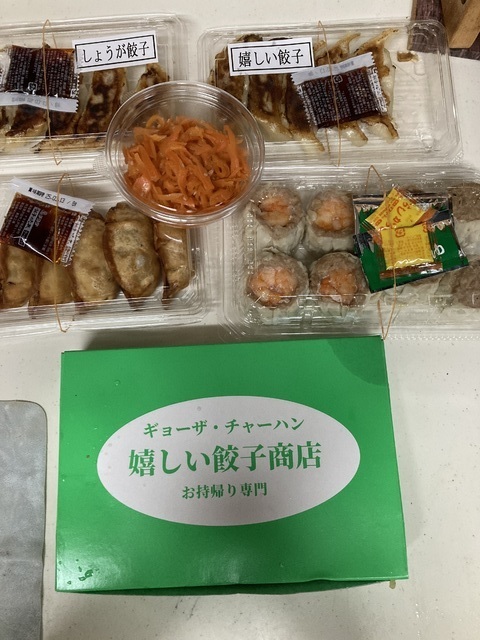 しょうが餃子
嬉しい餃子
ギョーザ・チャーハン
嬉しい餃子商店
お持帰り専門